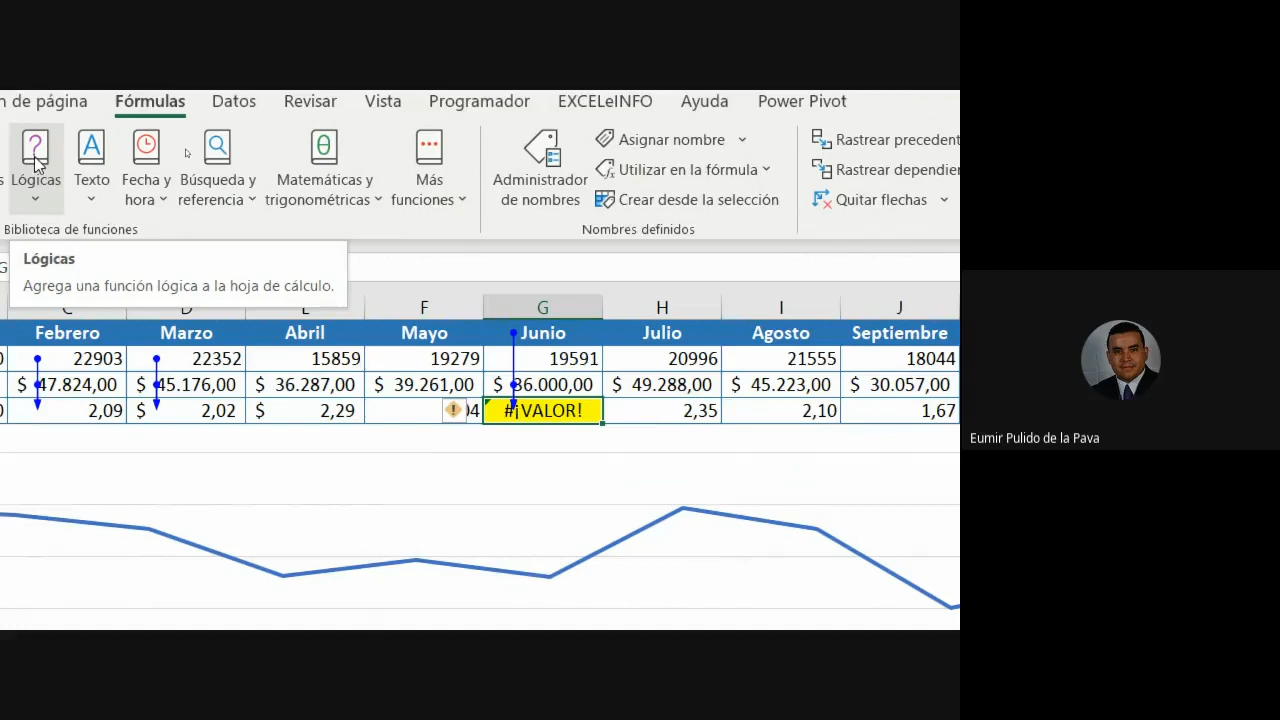 n de página Fórmulas Datos Revisar Vista Programador EXCELeINFO Ayuda Power Pivot
s Lógicas Texto Fecha y hora Búsqueda y referencia Matemáticas y trigonométricas Más funciones
Biblioteca de funciones
Administrador de nombres
Asignar nombre
Utilizar en la fórmula
Crear desde la selección
Nombres definidos
Rastrear precedent
Rastrear dependien
Quitar flechas
Lógicas
Agrega una función lógica a la hoja de cálculo.
F G H I J
Febrero Marzo Abril Mayo Junio Julio Agosto Septiembre
0 22903 22352 15859 19279 19591 20996 21555 18044
$ 47.824,00 $ 45.176,00 $ 36.287,00 $ 39.261,00 $ 36.000,00 $ 49.288,00 $ 45.223,00 $ 30.057,00
0 2,09 $ 2,02 $ 2,29 04 #¡VALOR! 2,35 2,10 1,67
Eumir Pulido de la Pava